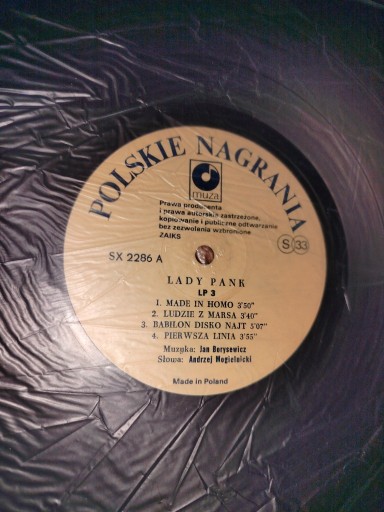 POLSKIE NAGRANIA
muza
Prawa producenta
i prawa autorskie zastrzeżone,
kopiowanie i publiczne odtwarzanie
bez zezwolenia wzbronione
ZAIKS
S 33
SX 2286 A
LADY PANK
LP 3
1. MADE IN HOMO 3'50"
2. LUDZIE Z MARSA 3'40"
3. BABILON DISKO NAJT 5'07"
4. PIERWSZA LINIA 3'55"
Muzyka: Jan Borysewicz
Słowa: Andrzej Mogielnicki
Made in Poland